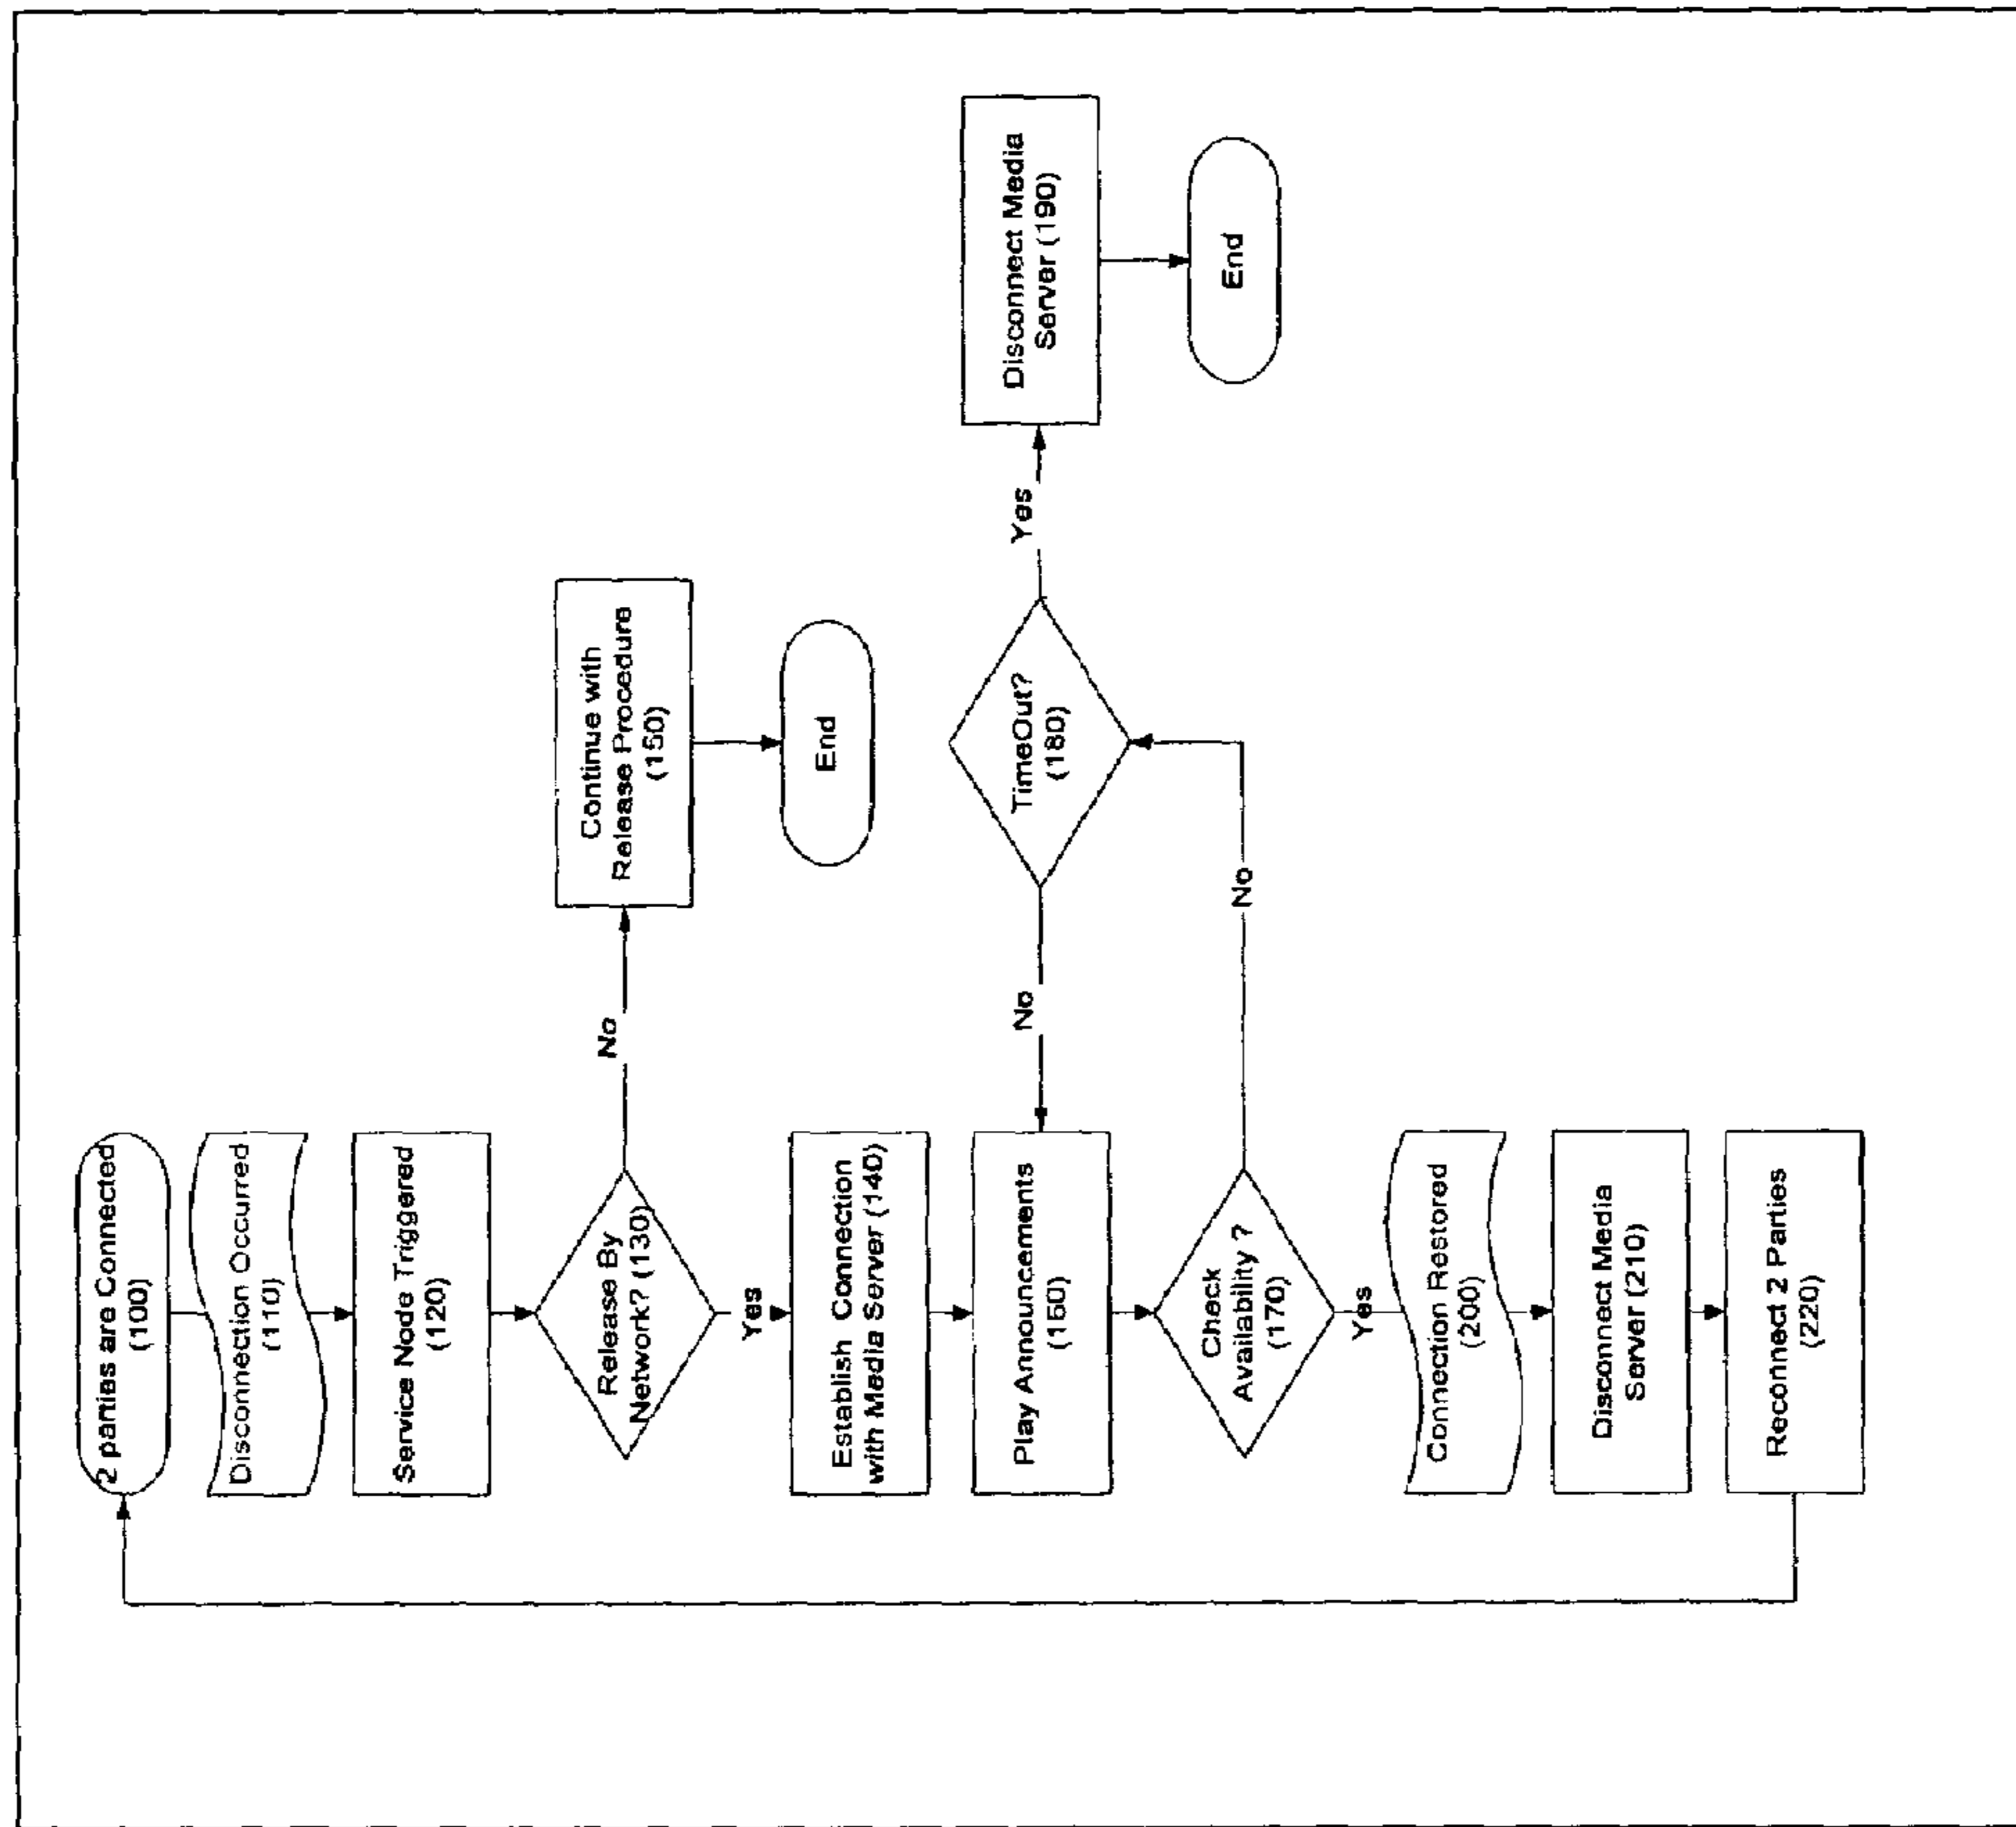 2 parties are Connected
(100)
Disconnection Occurred
(110)
Service Node Triggered
(120)
Release By
Network? (130)
No
Continue with
Release Procedure
(150)
End
Yes
Establish Connection
with Media Server (140)
Play Announcements
(160)
Check
Availability ?
(170)
No
TimeOut?
(180)
No
Yes
Disconnect Media
Server (190)
End
Yes
Connection Restored
(200)
Disconnect Media
Server (210)
Reconnect 2 Parties
(220)